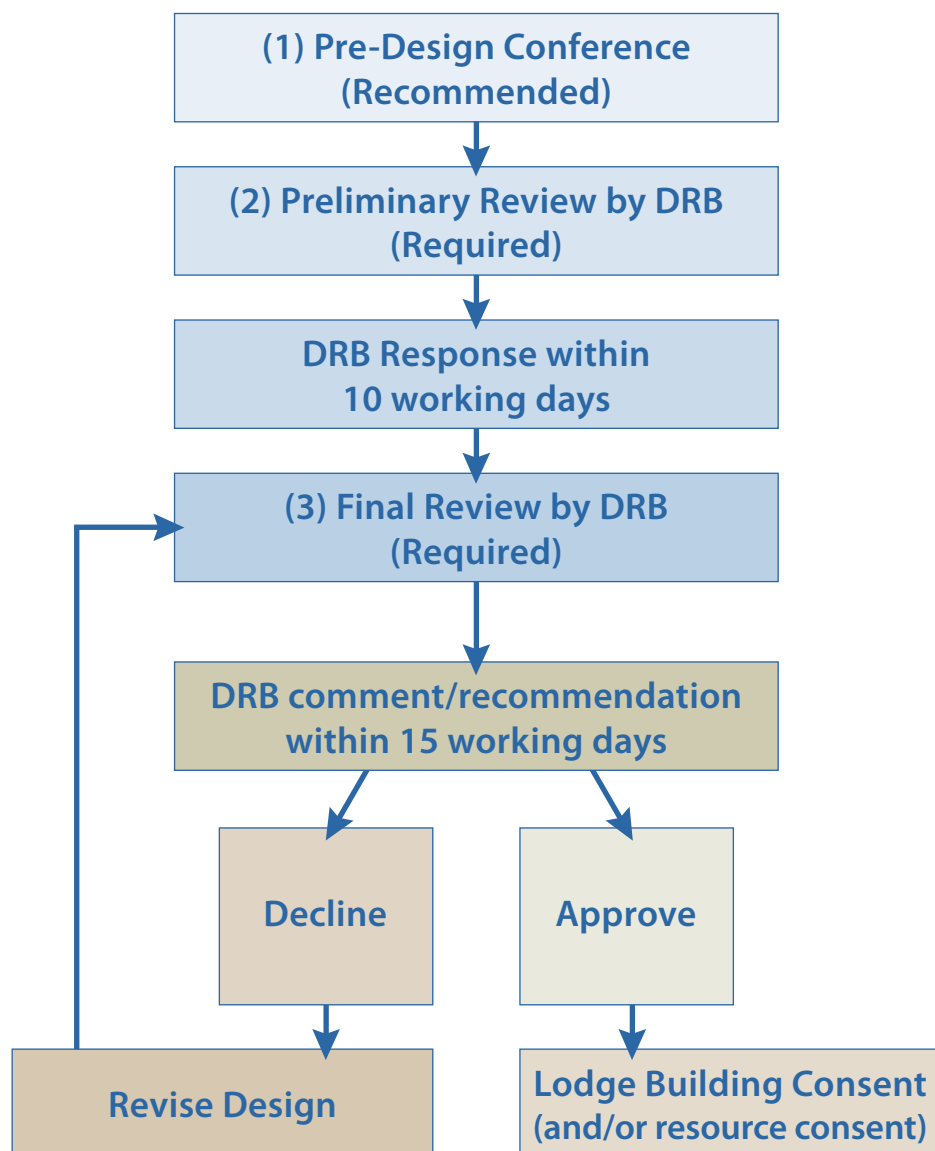 (1) Pre-Design Conference
(Recommended)
(2) Preliminary Review by DRB
(Required)
DRB Response within
10 working days
(3) Final Review by DRB
(Required)
DRB comment/recommendation
within 15 working days
Decline
Approve
Revise Design
Lodge Building Consent
(and/or resource consent)